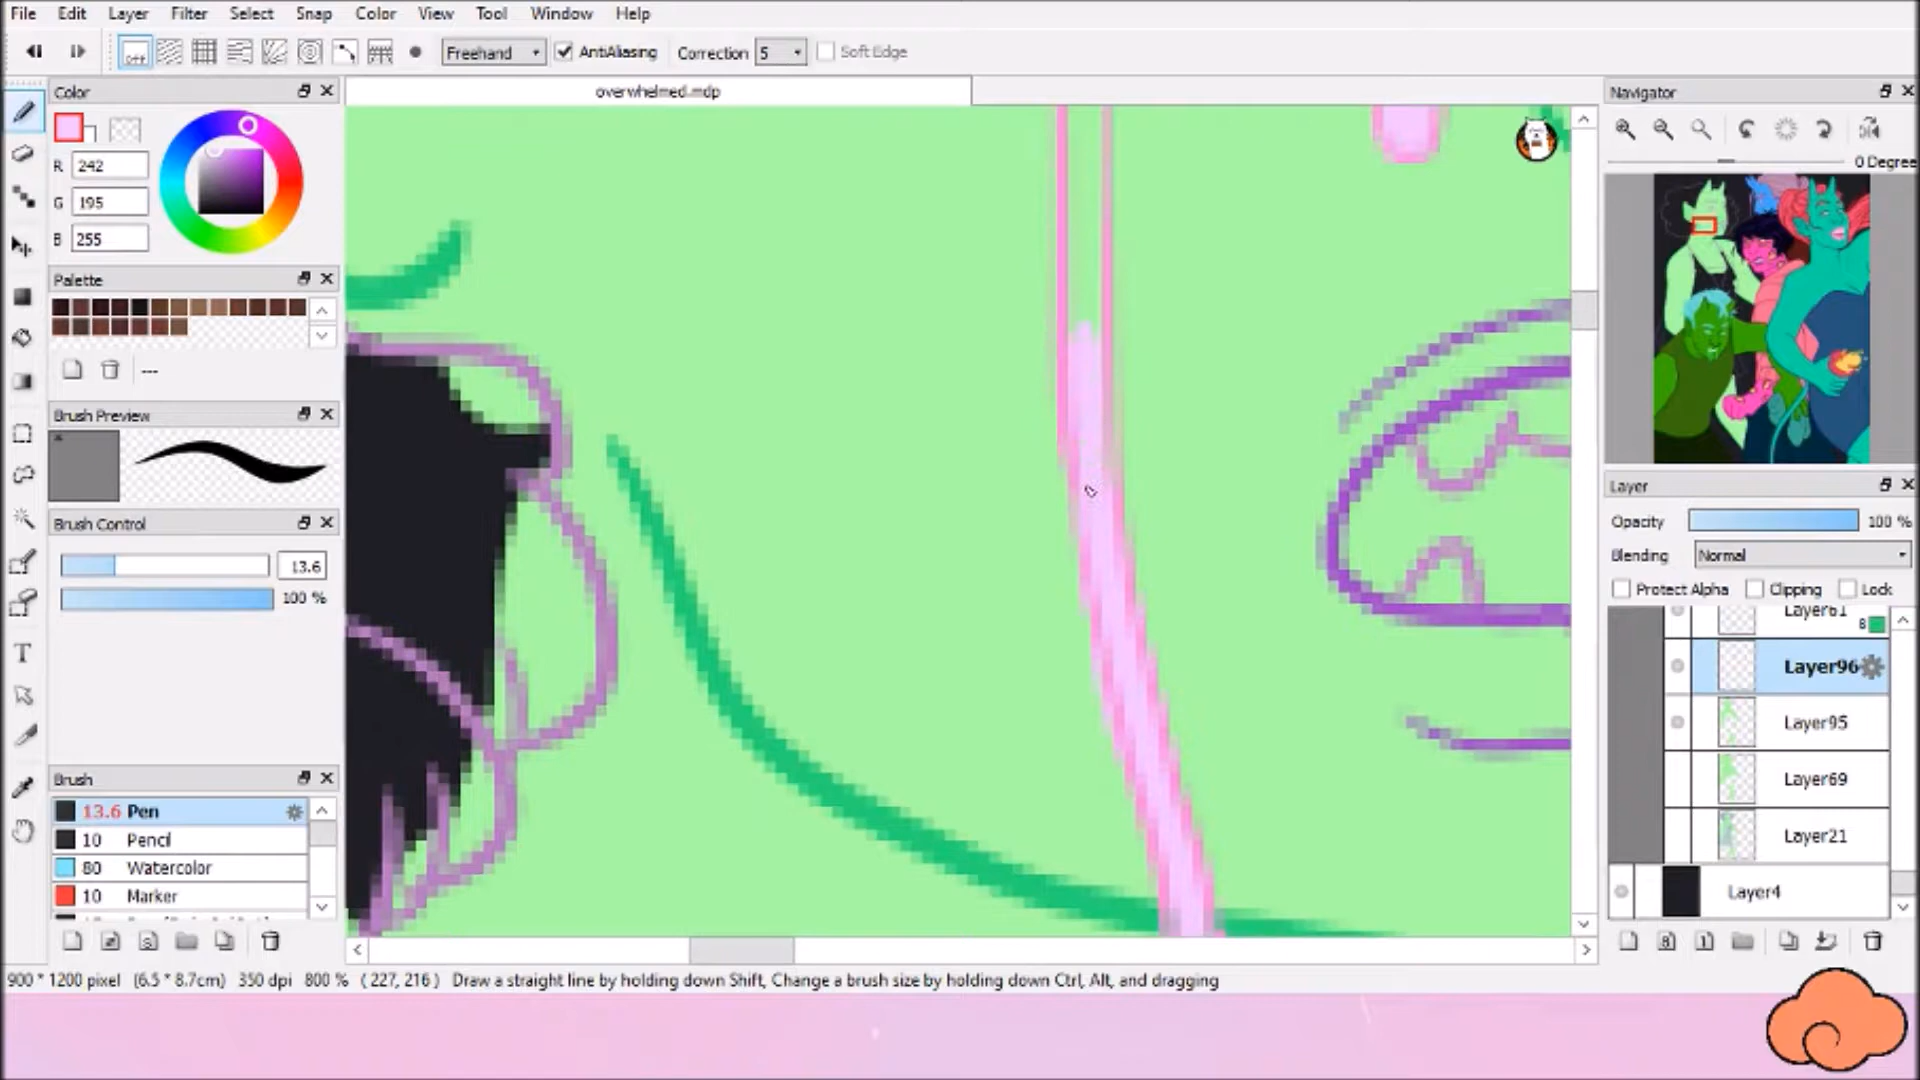 File Edit Layer Filter Select Snap Color View Tool Window Help
off Freehand AntiAliasing Correction 5 Soft Edge
Color
overwhelmed.mdp
Navigator
R 242
G 195
B 255
0 Degree
Palette
---
Brush Preview
Brush Control
13.6
100 %
Brush
13.6 Pen
10 Pencil
80 Watercolor
10 Marker
Layer
Opacity 100 %
Blending Normal
Protect Alpha Clipping Lock
Layer61
8
Layer96
Layer95
Layer69
Layer21
Layer4
900 * 1200 pixel (6.5 * 8.7cm) 350 dpi 800 % ( 227, 216 ) Draw a straight line by holding down Shift, Change a brush size by holding down Ctrl, Alt, and dragging